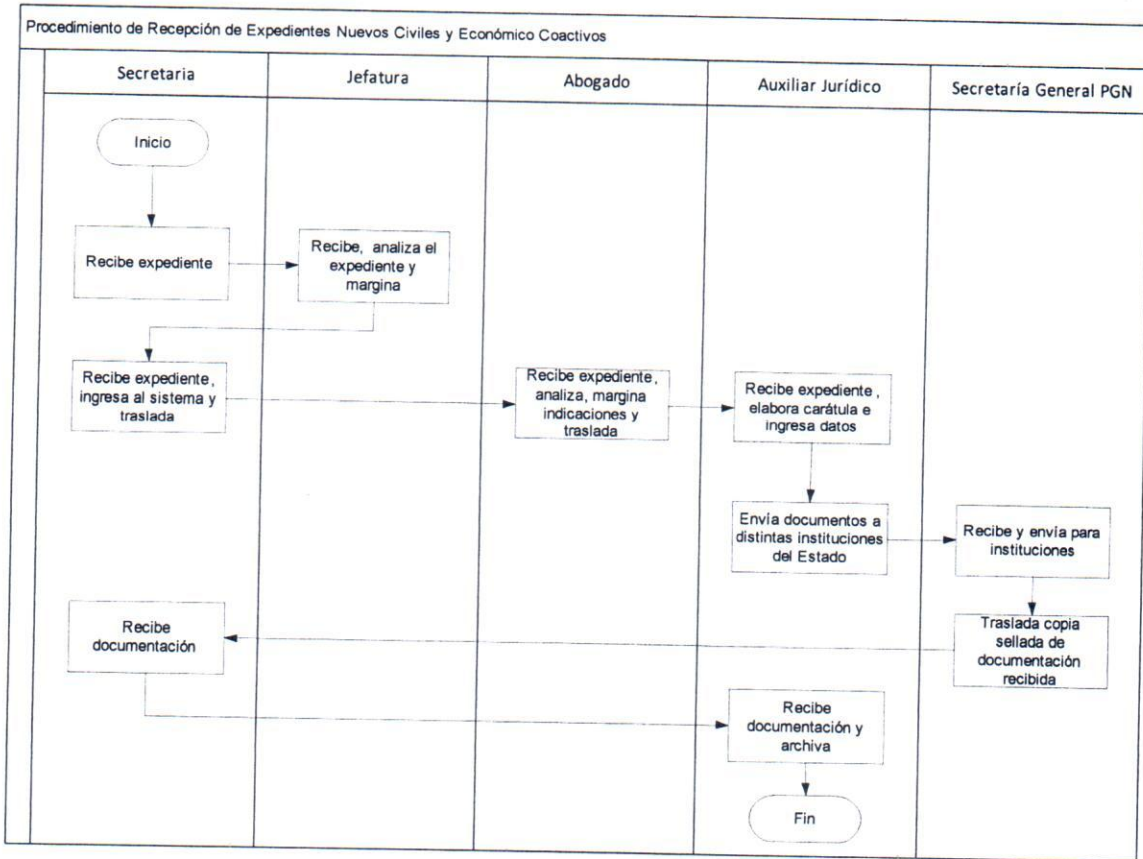 Procedimiento de Recepción de Expedientes Nuevos Civiles y Económico Coactivos
Secretaria
Jefatura
Abogado
Auxiliar Jurídico
Secretaría General PGN
Inicio
Recibe expediente
Recibe, analiza el
expediente y
margina
Recibe expediente,
ingresa al sistema y
traslada
Recibe expediente,
analiza, margina
indicaciones y
traslada
Recibe expediente,
elabora carátula e
ingresa datos
Envía documentos a
distintas instituciones
del Estado
Recibe y envía para
instituciones
Traslada copia
sellada de
documentación
recibida
Recibe
documentación
Recibe
documentación y
archiva
Fin